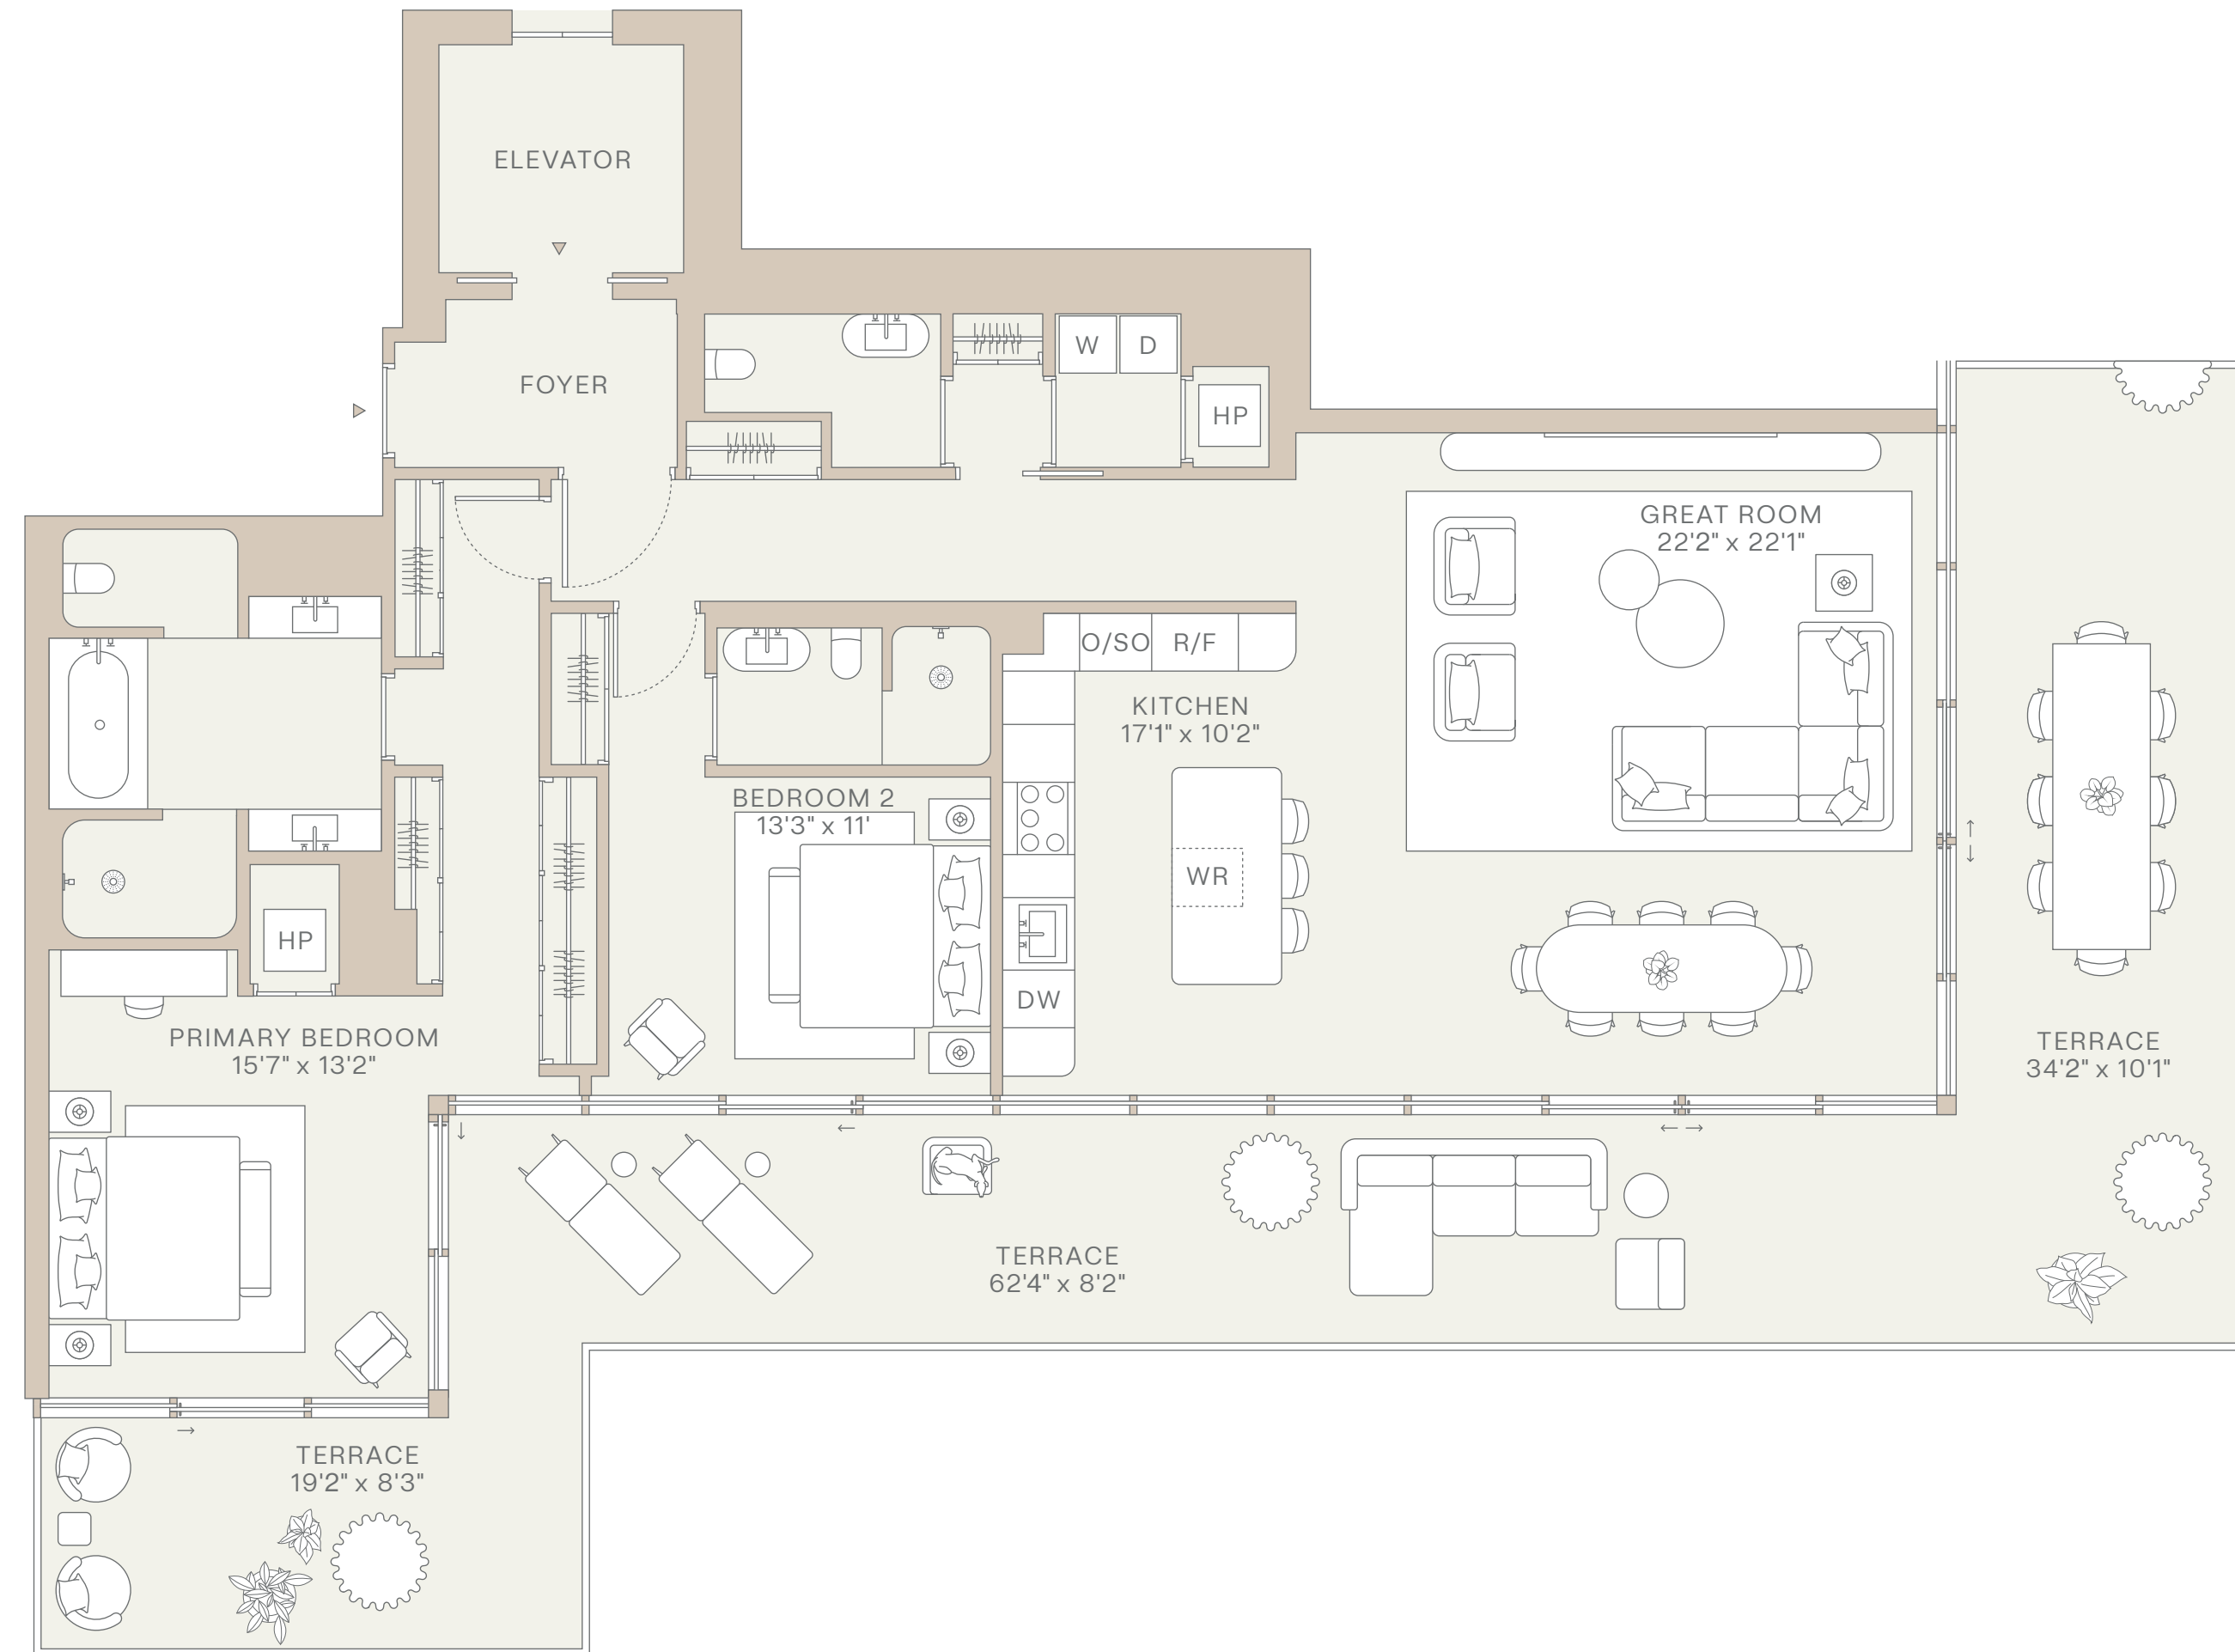 ELEVATOR
FOYER
W
D
HP
GREAT ROOM
22'2" x 22'1"
O/SO
R/F
KITCHEN
17'1" x 10'2"
BEDROOM 2
13'3" x 11'
WR
HP
DW
PRIMARY BEDROOM
15'7" x 13'2"
TERRACE
34'2" x 10'1"
TERRACE
62'4" x 8'2"
TERRACE
19'2" x 8'3"